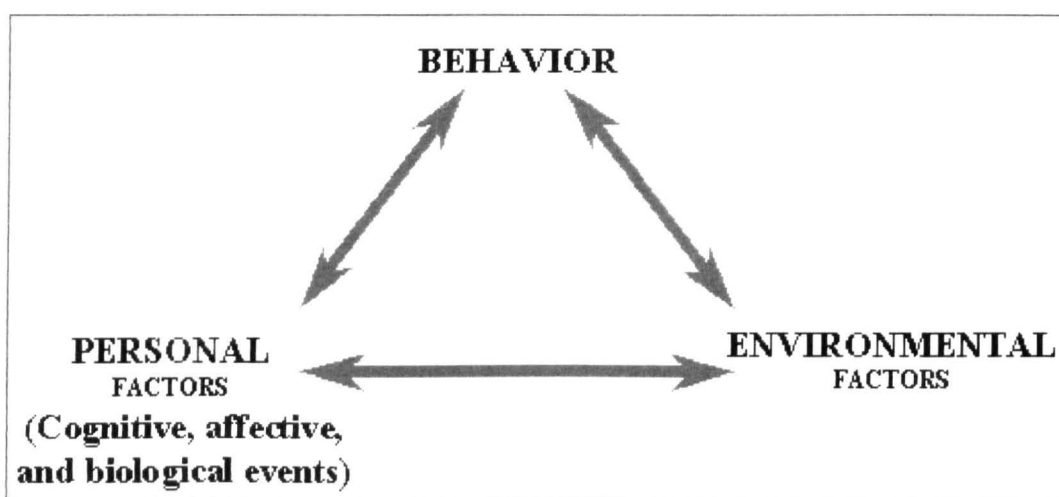 BEHAVIOR
PERSONAL
FACTORS
(Cognitive, affective,
and biological events)
ENVIRONMENTAL
FACTORS